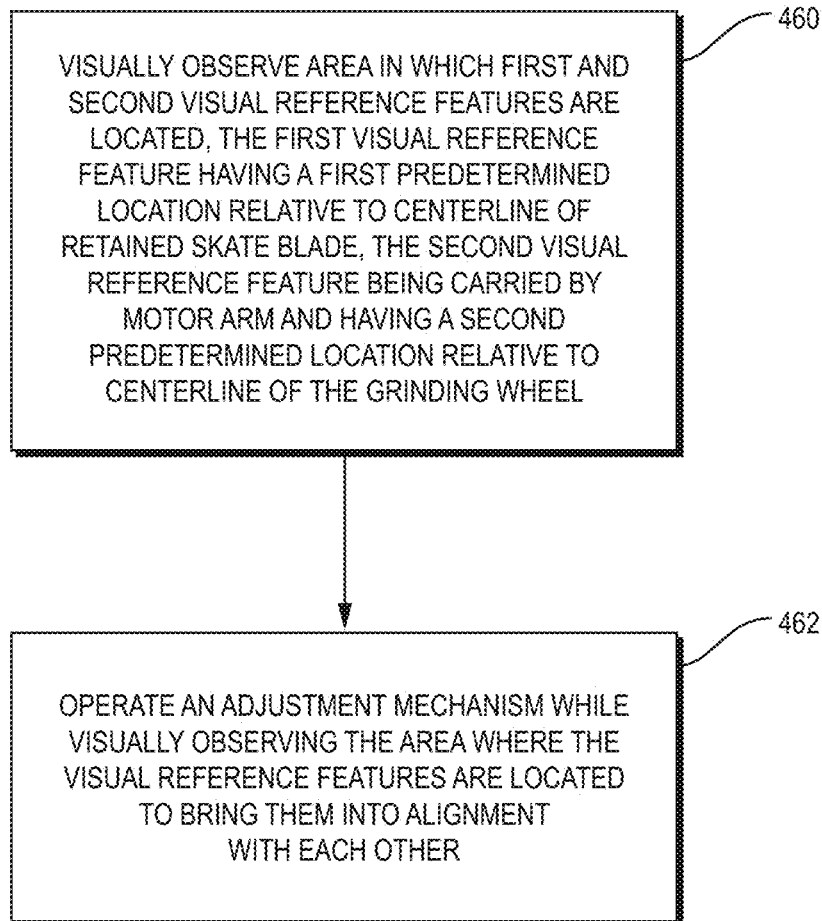 460
VISUALLY OBSERVE AREA IN WHICH FIRST AND
SECOND VISUAL REFERENCE FEATURES ARE
LOCATED, THE FIRST VISUAL REFERENCE
FEATURE HAVING A FIRST PREDETERMINED
LOCATION RELATIVE TO CENTERLINE OF
RETAINED SKATE BLADE, THE SECOND VISUAL
REFERENCE FEATURE BEING CARRIED BY
MOTOR ARM AND HAVING A SECOND
PREDETERMINED LOCATION RELATIVE TO
CENTERLINE OF THE GRINDING WHEEL
462
OPERATE AN ADJUSTMENT MECHANISM WHILE
VISUALLY OBSERVING THE AREA WHERE THE
VISUAL REFERENCE FEATURES ARE LOCATED
TO BRING THEM INTO ALIGNMENT
WITH EACH OTHER